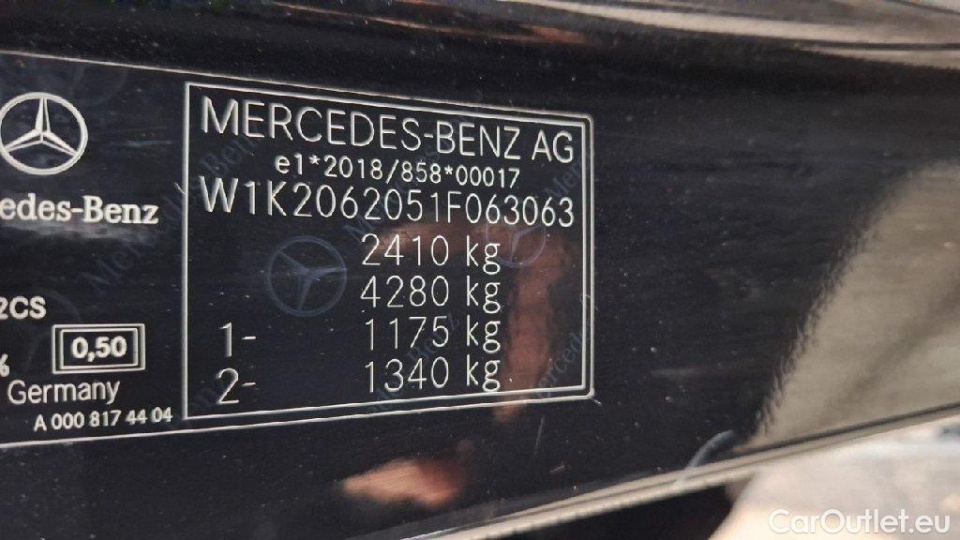 MERCEDES-BENZ AG
e1*2018/858*00017
W1K2062051F063063
2410 kg
4280 kg
1- 1175 kg
2- 1340 kg
edes-Benz
2CS
% 0,50
Germany
A 000 817 44 04
CarOutlet.eu